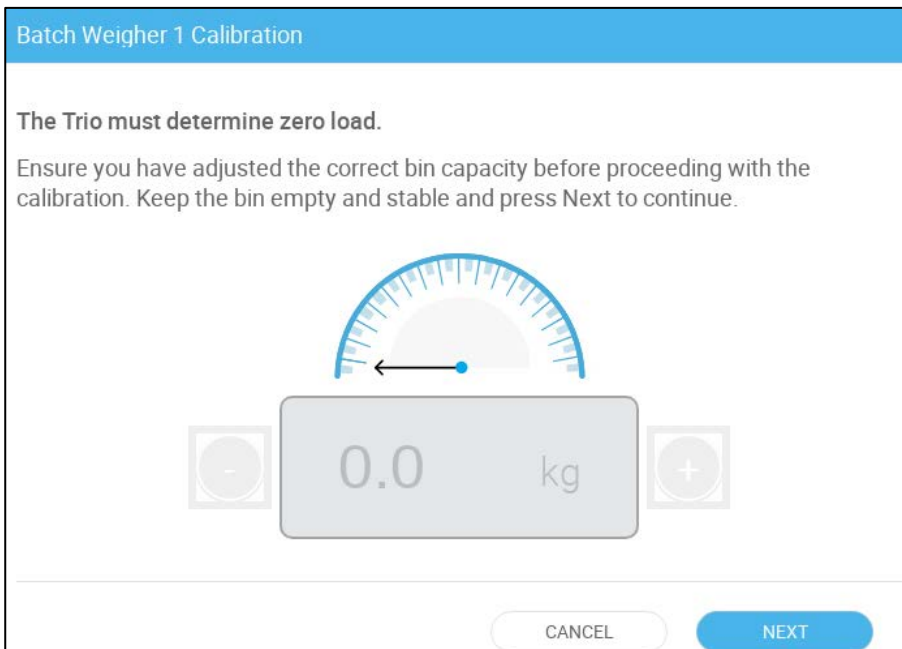 Batch Weigher 1 Calibration
The Trio must determine zero load.
Ensure you have adjusted the correct bin capacity before proceeding with the
calibration. Keep the bin empty and stable and press Next to continue.
- 0.0 kg +
CANCEL NEXT